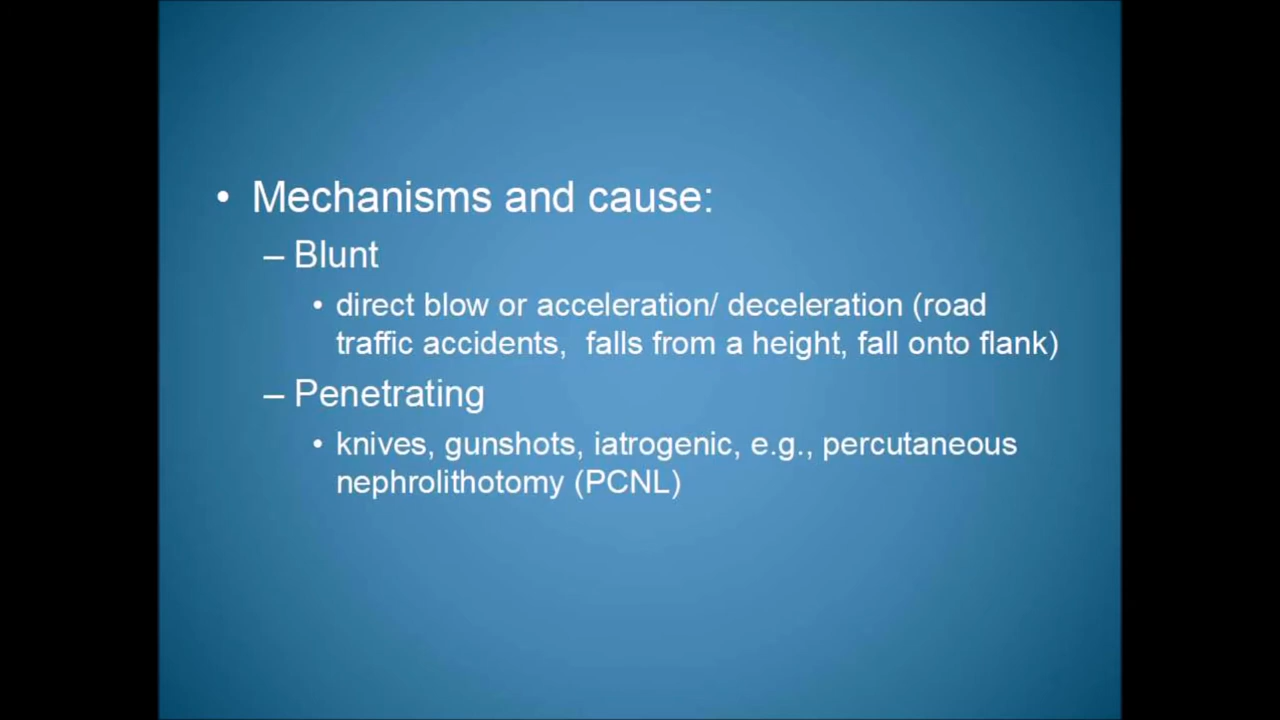 • Mechanisms and cause:
– Blunt
• direct blow or acceleration/ deceleration (road
traffic accidents,  falls from a height, fall onto flank)
– Penetrating
• knives, gunshots, iatrogenic, e.g., percutaneous
nephrolithotomy (PCNL)